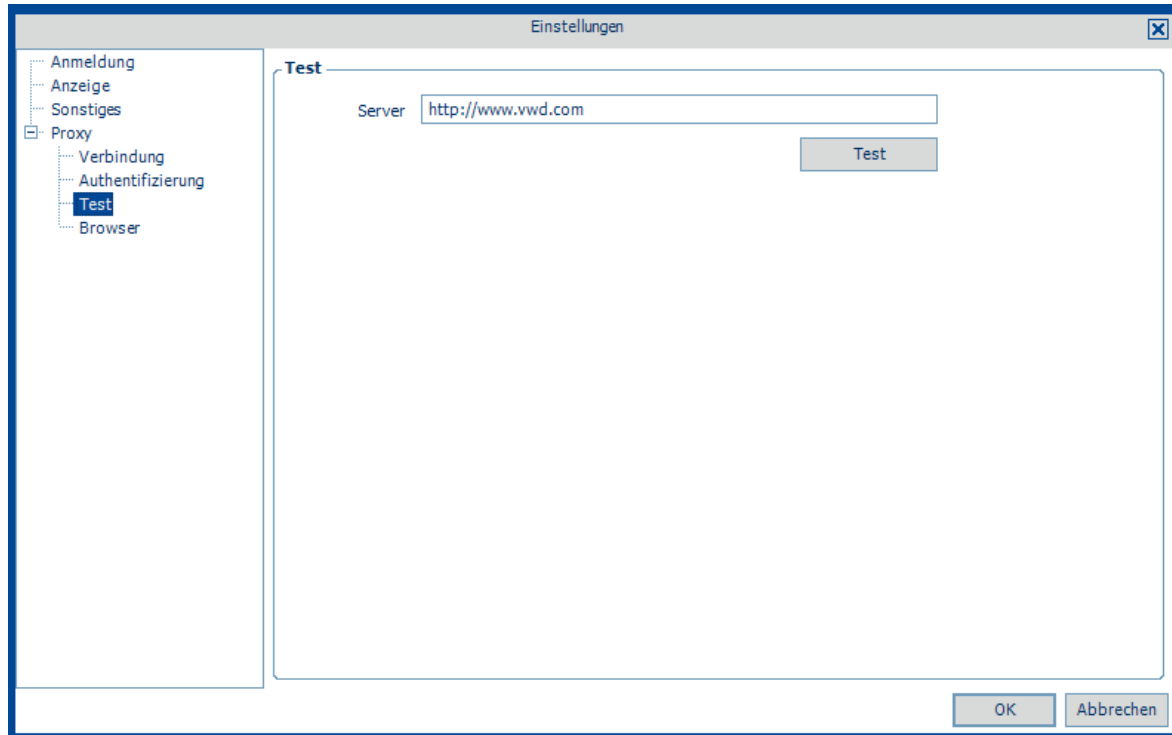 Einstellungen
Anmeldung
Anzeige
Sonstiges
Proxy
Verbindung
Authentifizierung
Test
Browser
Test
Server http://www.vwd.com
Test
OK Abbrechen